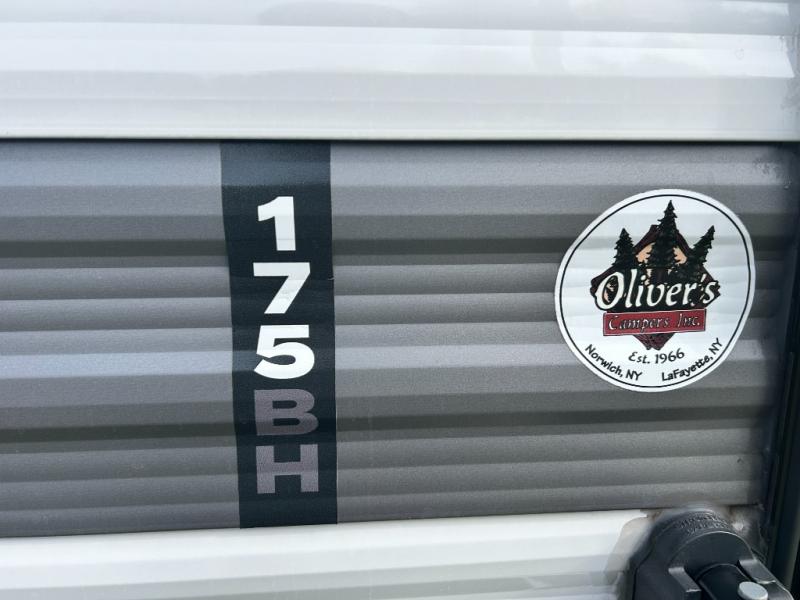 175BH
Oliver's
Campers Inc.
Est. 1966
Norwich, NY LaFayette, NY